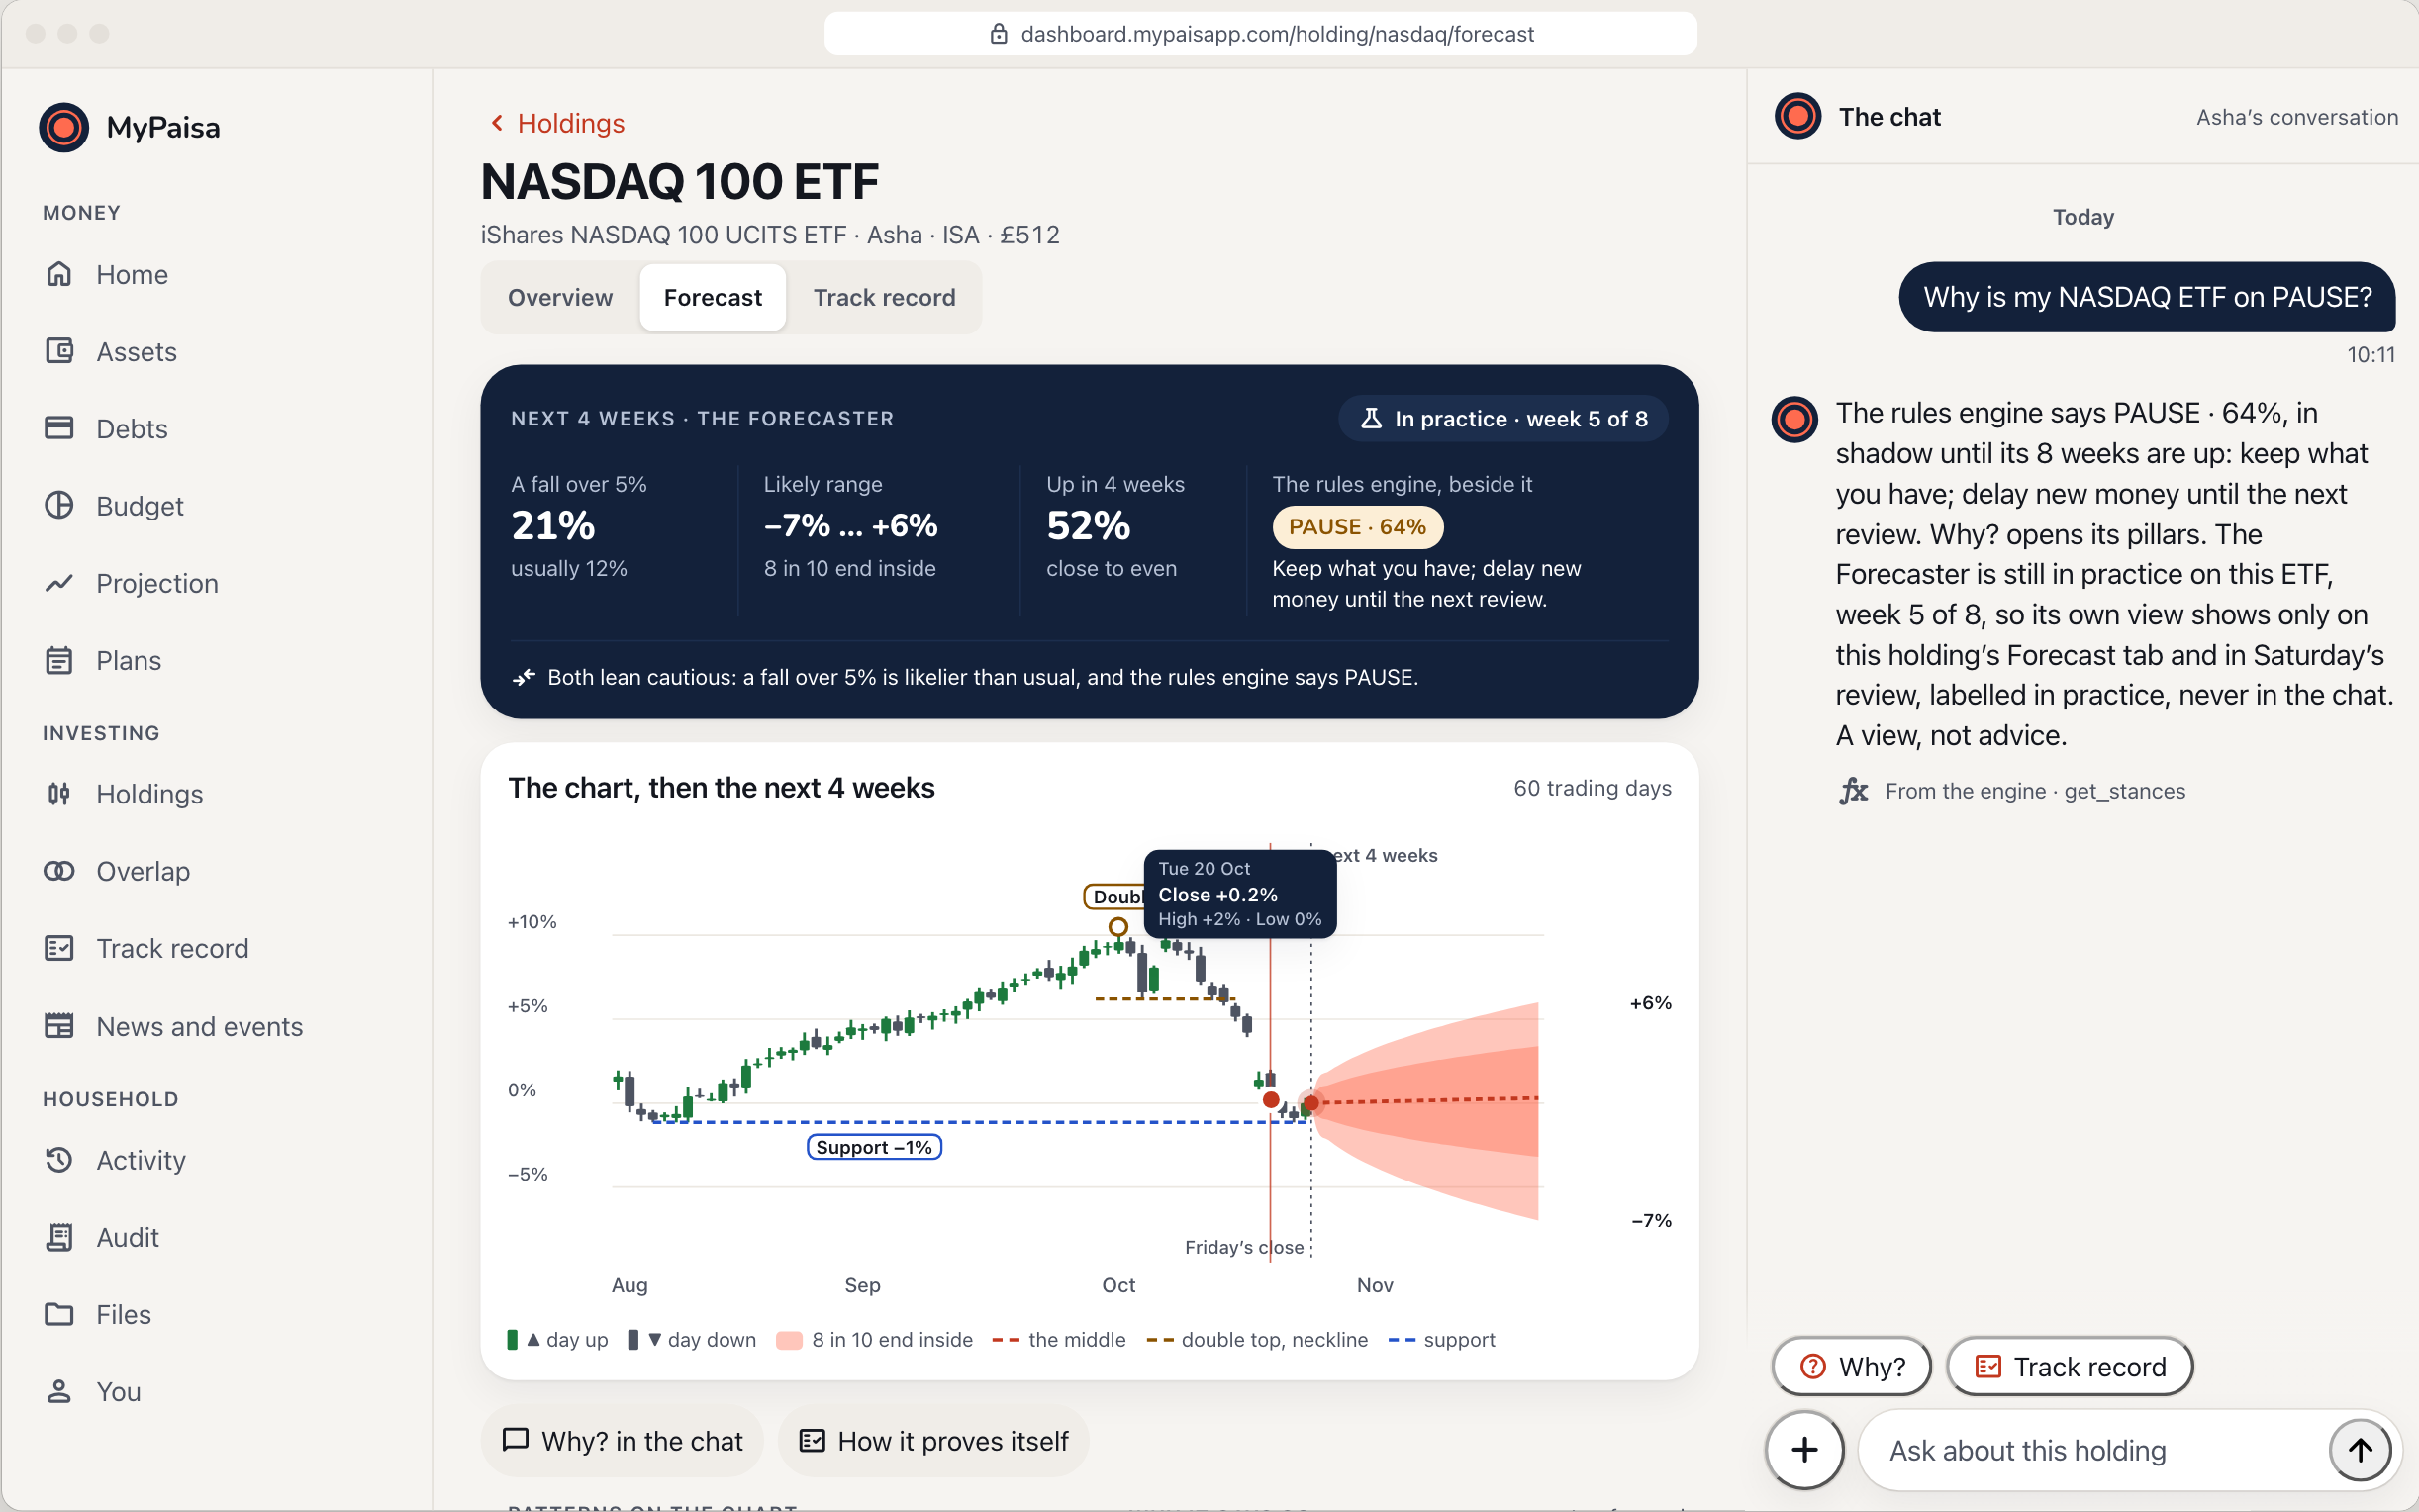 dashboard.mypaisapp.com/holding/nasdaq/forecast
MyPaisa
MONEY
Home
Assets
Debts
Budget
Projection
Plans
INVESTING
Holdings
Overlap
Track record
News and events
HOUSEHOLD
Activity
Audit
Files
You
Holdings
NASDAQ 100 ETF
iShares NASDAQ 100 UCITS ETF · Asha · ISA · £512
Overview
Forecast
Track record
NEXT 4 WEEKS · THE FORECASTER
In practice · week 5 of 8
A fall over 5%
21%
usually 12%
Likely range
−7% ... +6%
8 in 10 end inside
Up in 4 weeks
52%
close to even
The rules engine, beside it
PAUSE · 64%
Keep what you have; delay new
money until the next review.
Both lean cautious: a fall over 5% is likelier than usual, and the rules engine says PAUSE.
The chart, then the next 4 weeks
60 trading days
ext 4 weeks
Tue 20 Oct
Close +0.2%
High +2% · Low 0%
Doubl
+10%
+5%
0%
−5%
+6%
−7%
Support −1%
Friday’s close
Aug
Sep
Oct
Nov
▲ day up
▼ day down
8 in 10 end inside
the middle
double top, neckline
support
Why? in the chat
How it proves itself
PATTERNS ON THE CHART
The chat
Asha’s conversation
Today
Why is my NASDAQ ETF on PAUSE?
10:11
The rules engine says PAUSE · 64%, in
shadow until its 8 weeks are up: keep what
you have; delay new money until the next
review. Why? opens its pillars. The
Forecaster is still in practice on this ETF,
week 5 of 8, so its own view shows only on
this holding’s Forecast tab and in Saturday’s
review, labelled in practice, never in the chat.
A view, not advice.
fx From the engine · get_stances
Why?
Track record
Ask about this holding